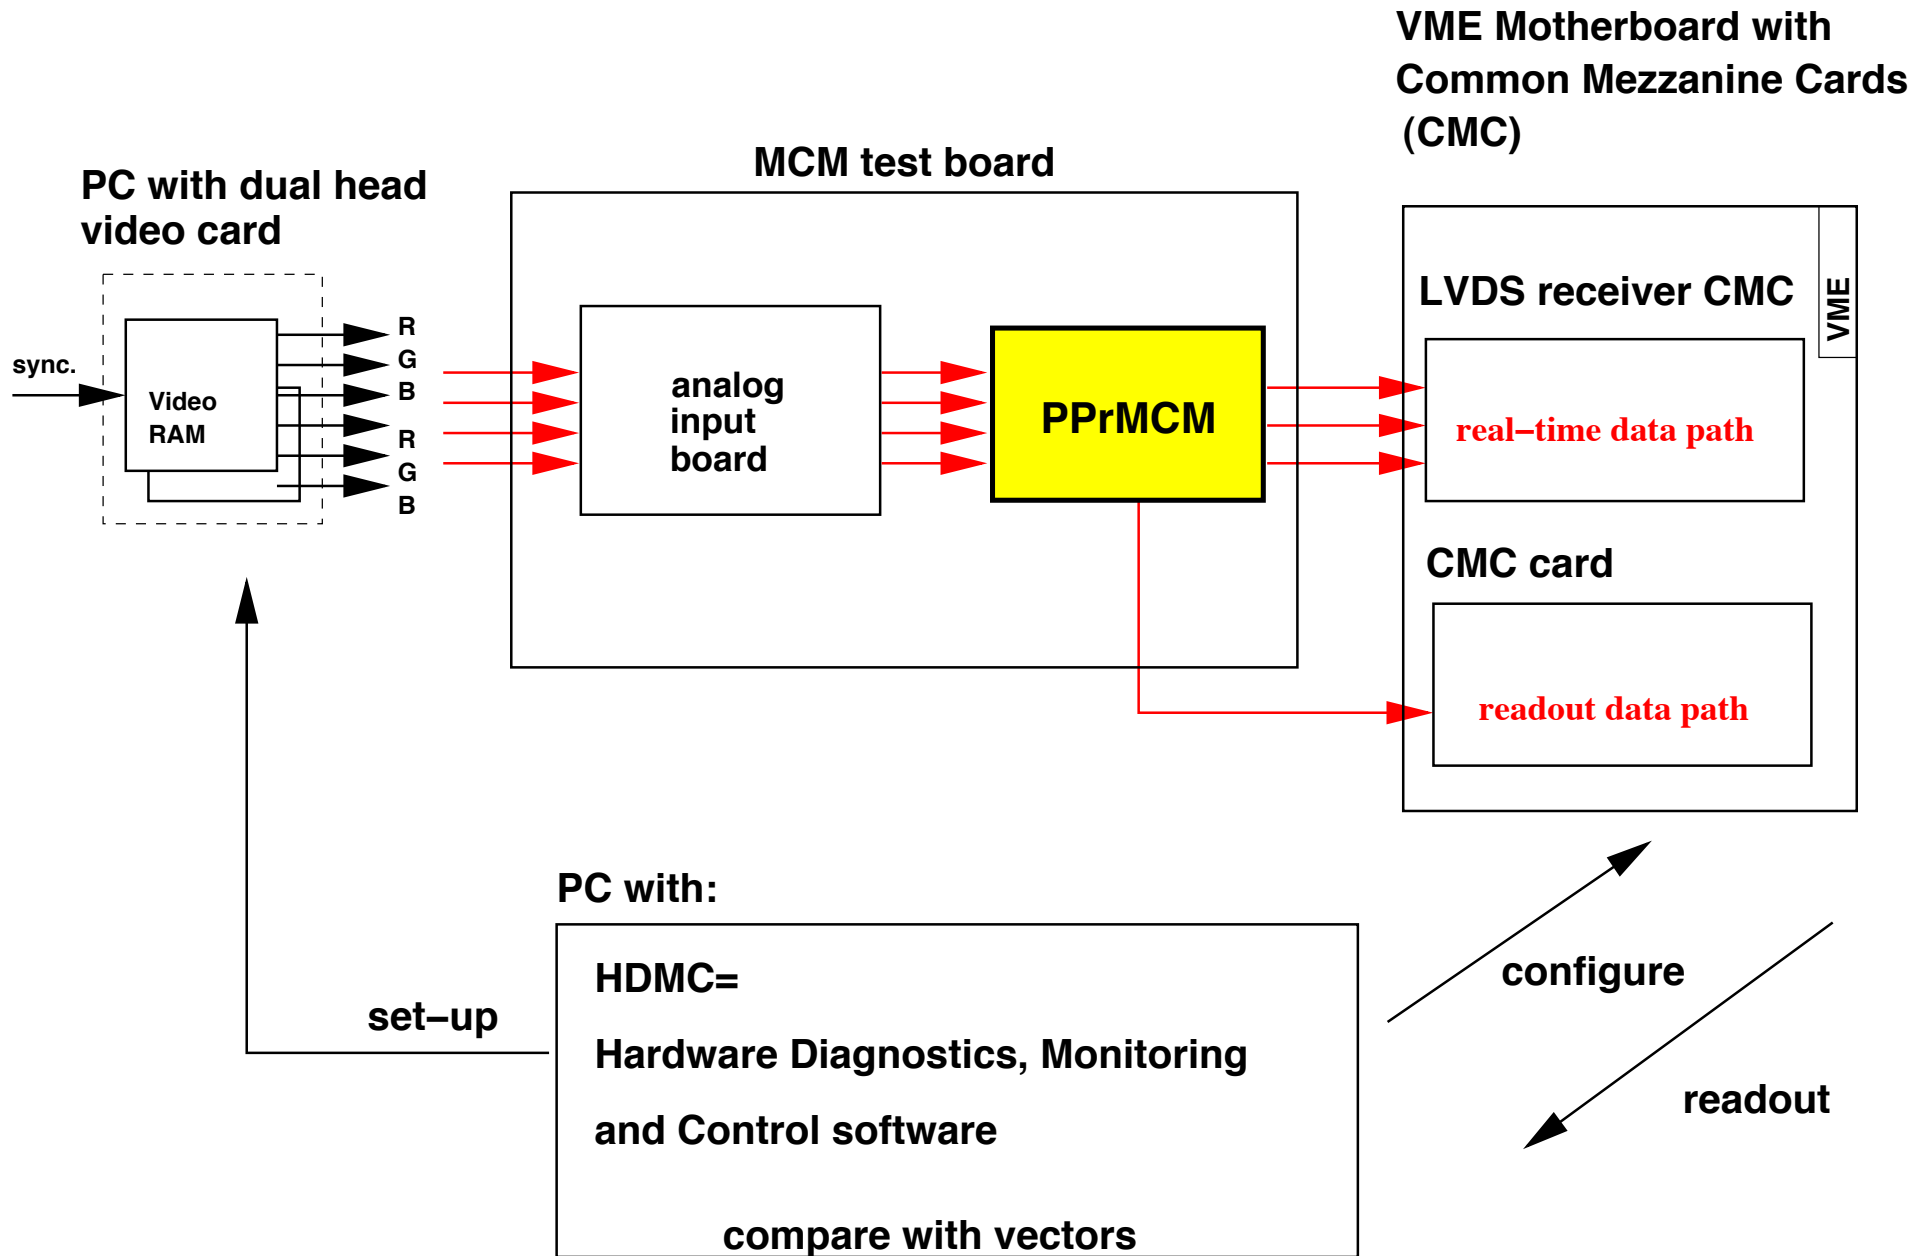 VME Motherboard with
Common Mezzanine Cards
(CMC)
MCM test board
PC with dual head
video card
sync.
Video
RAM
R
G
B
R
G
B
analog
input
board
PPrMCM
VME
LVDS receiver CMC
real–time data path
CMC card
readout data path
PC with:
HDMC=
Hardware Diagnostics, Monitoring
and Control software
compare with vectors
set–up
configure
readout